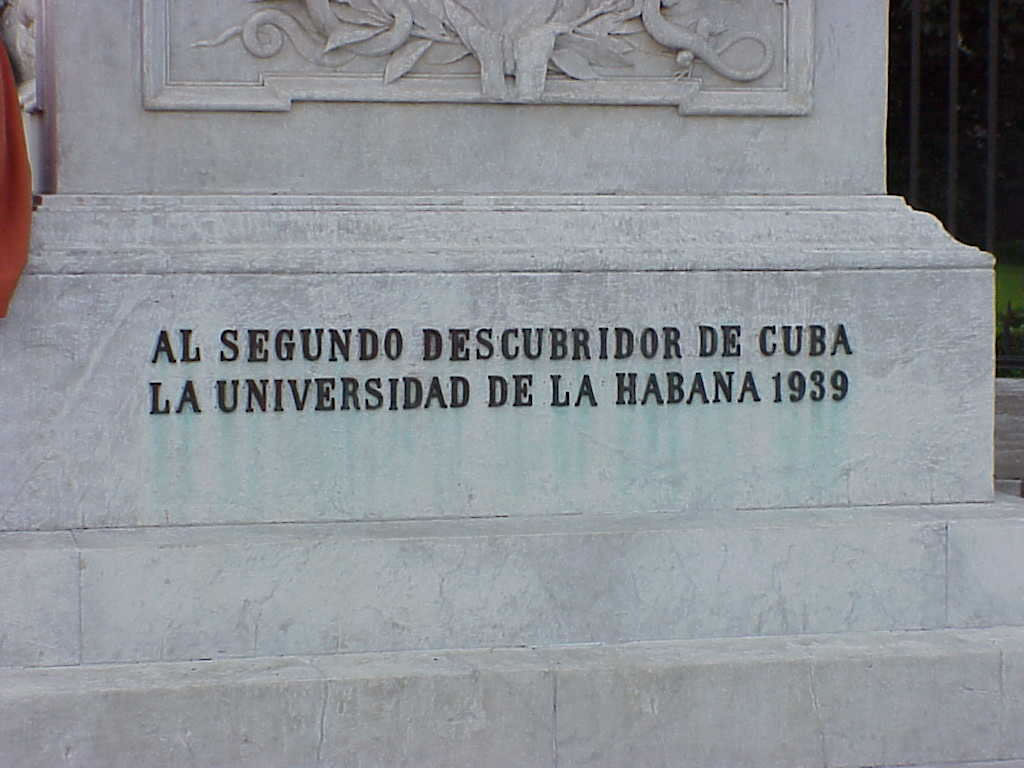 AL SEGUNDO DESCUBRIDOR DE CUBA
LA UNIVERSIDAD DE LA HABANA 1939